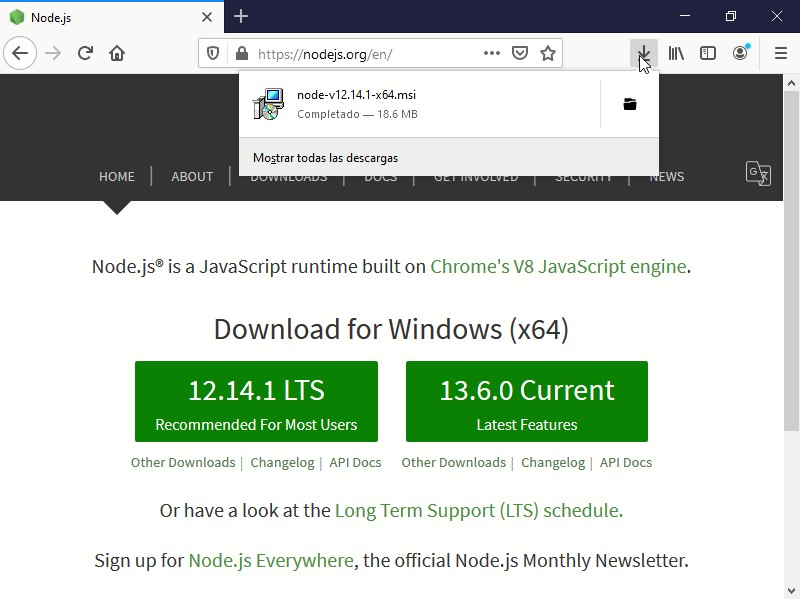 Node.js
https://nodejs.org/en/
node-v12.14.1-x64.msi
Completado — 18.6 MB
Mostrar todas las descargas
HOME | ABOUT | DOWNLOADS | DOCS | GET INVOLVED | SECURITY | NEWS
Node.js® is a JavaScript runtime built on Chrome's V8 JavaScript engine.
Download for Windows (x64)
12.14.1 LTS
Recommended For Most Users
13.6.0 Current
Latest Features
Other Downloads | Changelog | API Docs
Other Downloads | Changelog | API Docs
Or have a look at the Long Term Support (LTS) schedule.
Sign up for Node.js Everywhere, the official Node.js Monthly Newsletter.